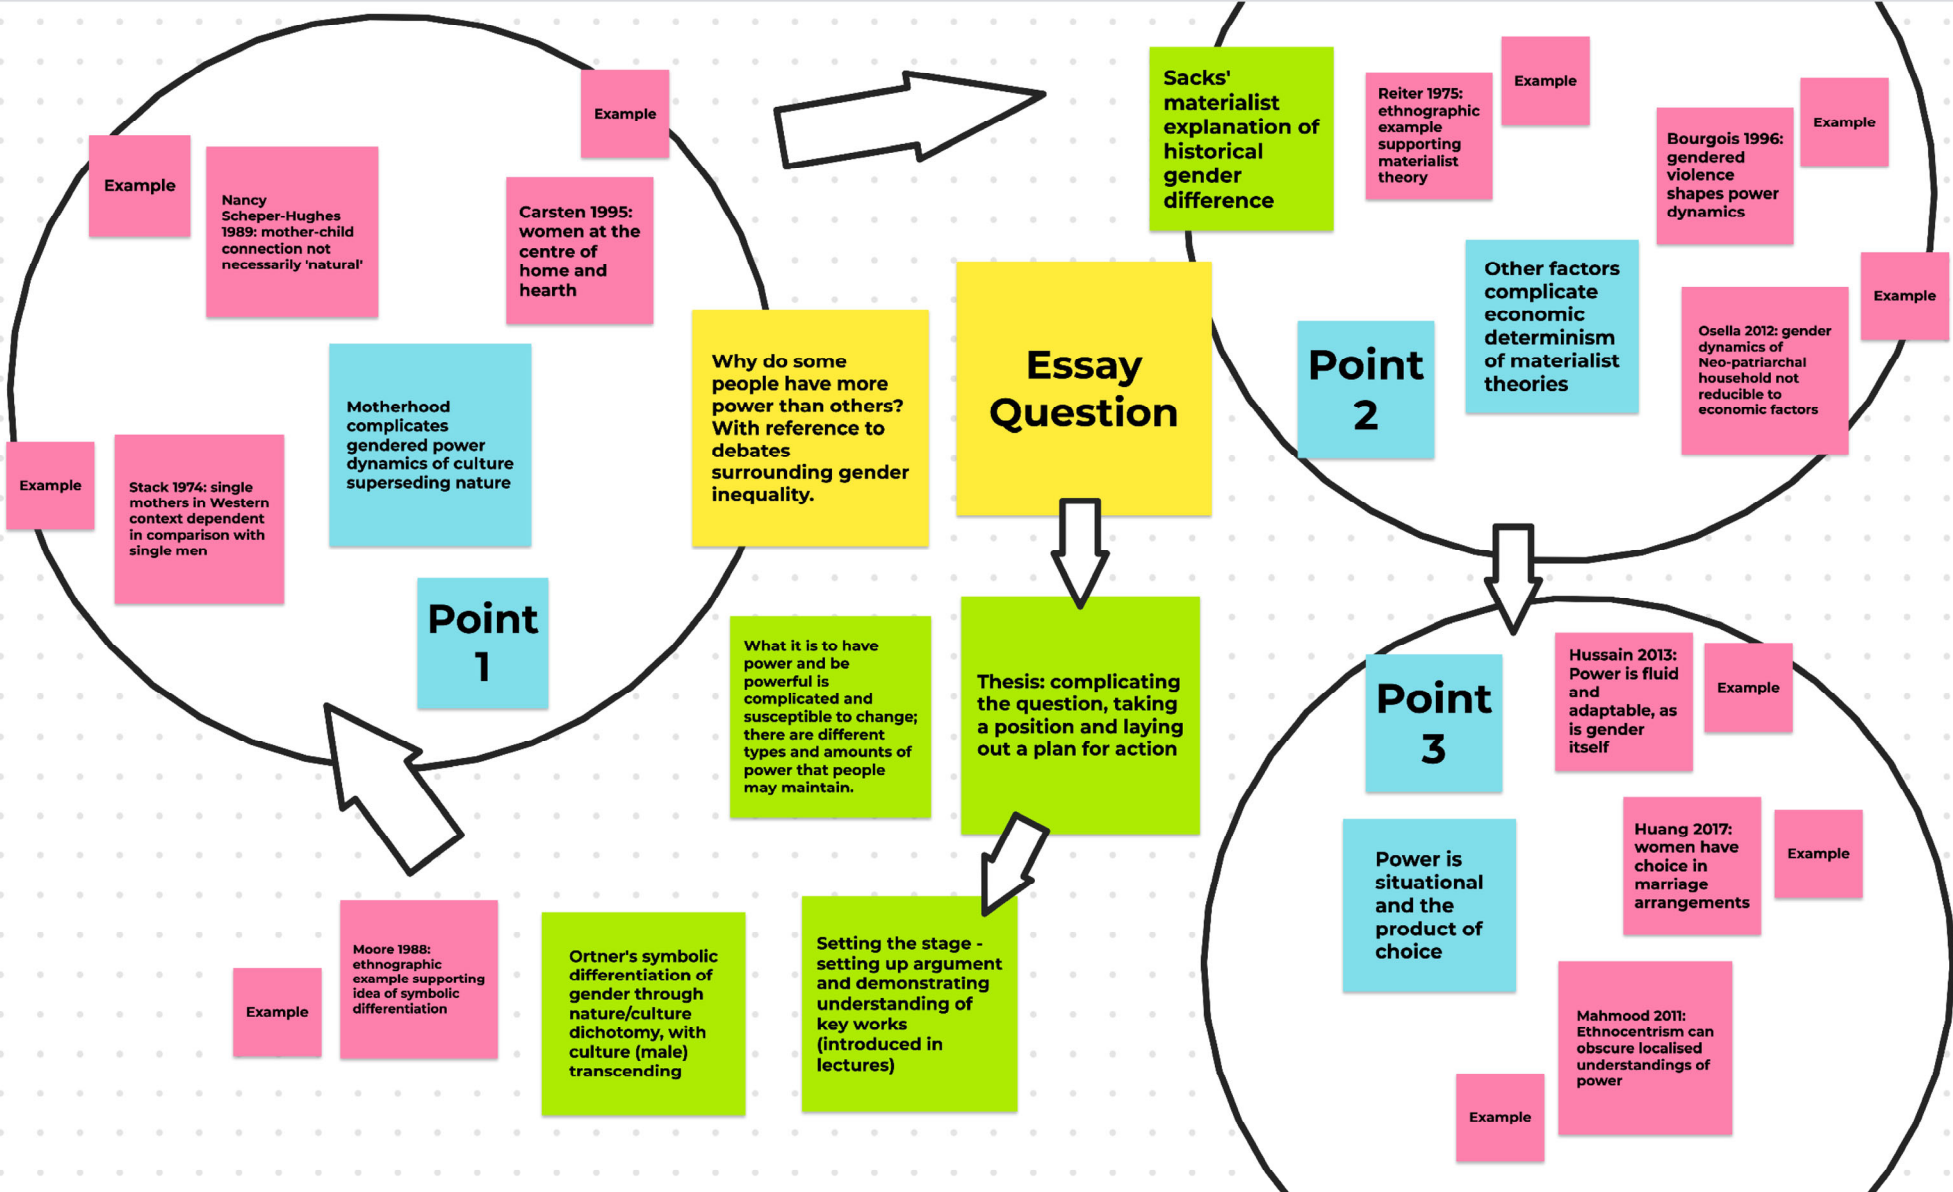 Example
Example
Nancy
Scheper-Hughes
1989: mother-child
connection not
necessarily 'natural'
Carsten 1995:
women at the
centre of
home and
hearth
Motherhood
complicates
gendered power
dynamics of culture
superseding nature
Example
Stack 1974: single
mothers in Western
context dependent
in comparison with
single men
Point
1
Why do some
people have more
power than others?
With reference to
debates
surrounding gender
inequality.
Essay
Question
What it is to have
power and be
powerful is
complicated and
susceptible to change;
there are different
types and amounts of
power that people
may maintain.
Thesis: complicating
the question, taking
a position and laying
out a plan for action
Example
Moore 1988:
ethnographic
example supporting
idea of symbolic
differentiation
Ortner's symbolic
differentiation of
gender through
nature/culture
dichotomy, with
culture (male)
transcending
Setting the stage -
setting up argument
and demonstrating
understanding of
key works
(introduced in
lectures)
Sacks'
materialist
explanation of
historical
gender
difference
Reiter 1975:
ethnographic
example
supporting
materialist
theory
Example
Bourgois 1996:
gendered
violence
shapes power
dynamics
Example
Point
2
Other factors
complicate
economic
determinism
of materialist
theories
Osella 2012: gender
dynamics of
Neo-patriarchal
household not
reducible to
economic factors
Example
Point
3
Hussain 2013:
Power is fluid
and
adaptable, as
is gender
itself
Example
Power is
situational
and the
product of
choice
Huang 2017:
women have
choice in
marriage
arrangements
Example
Mahmood 2011:
Ethnocentrism can
obscure localised
understandings of
power
Example